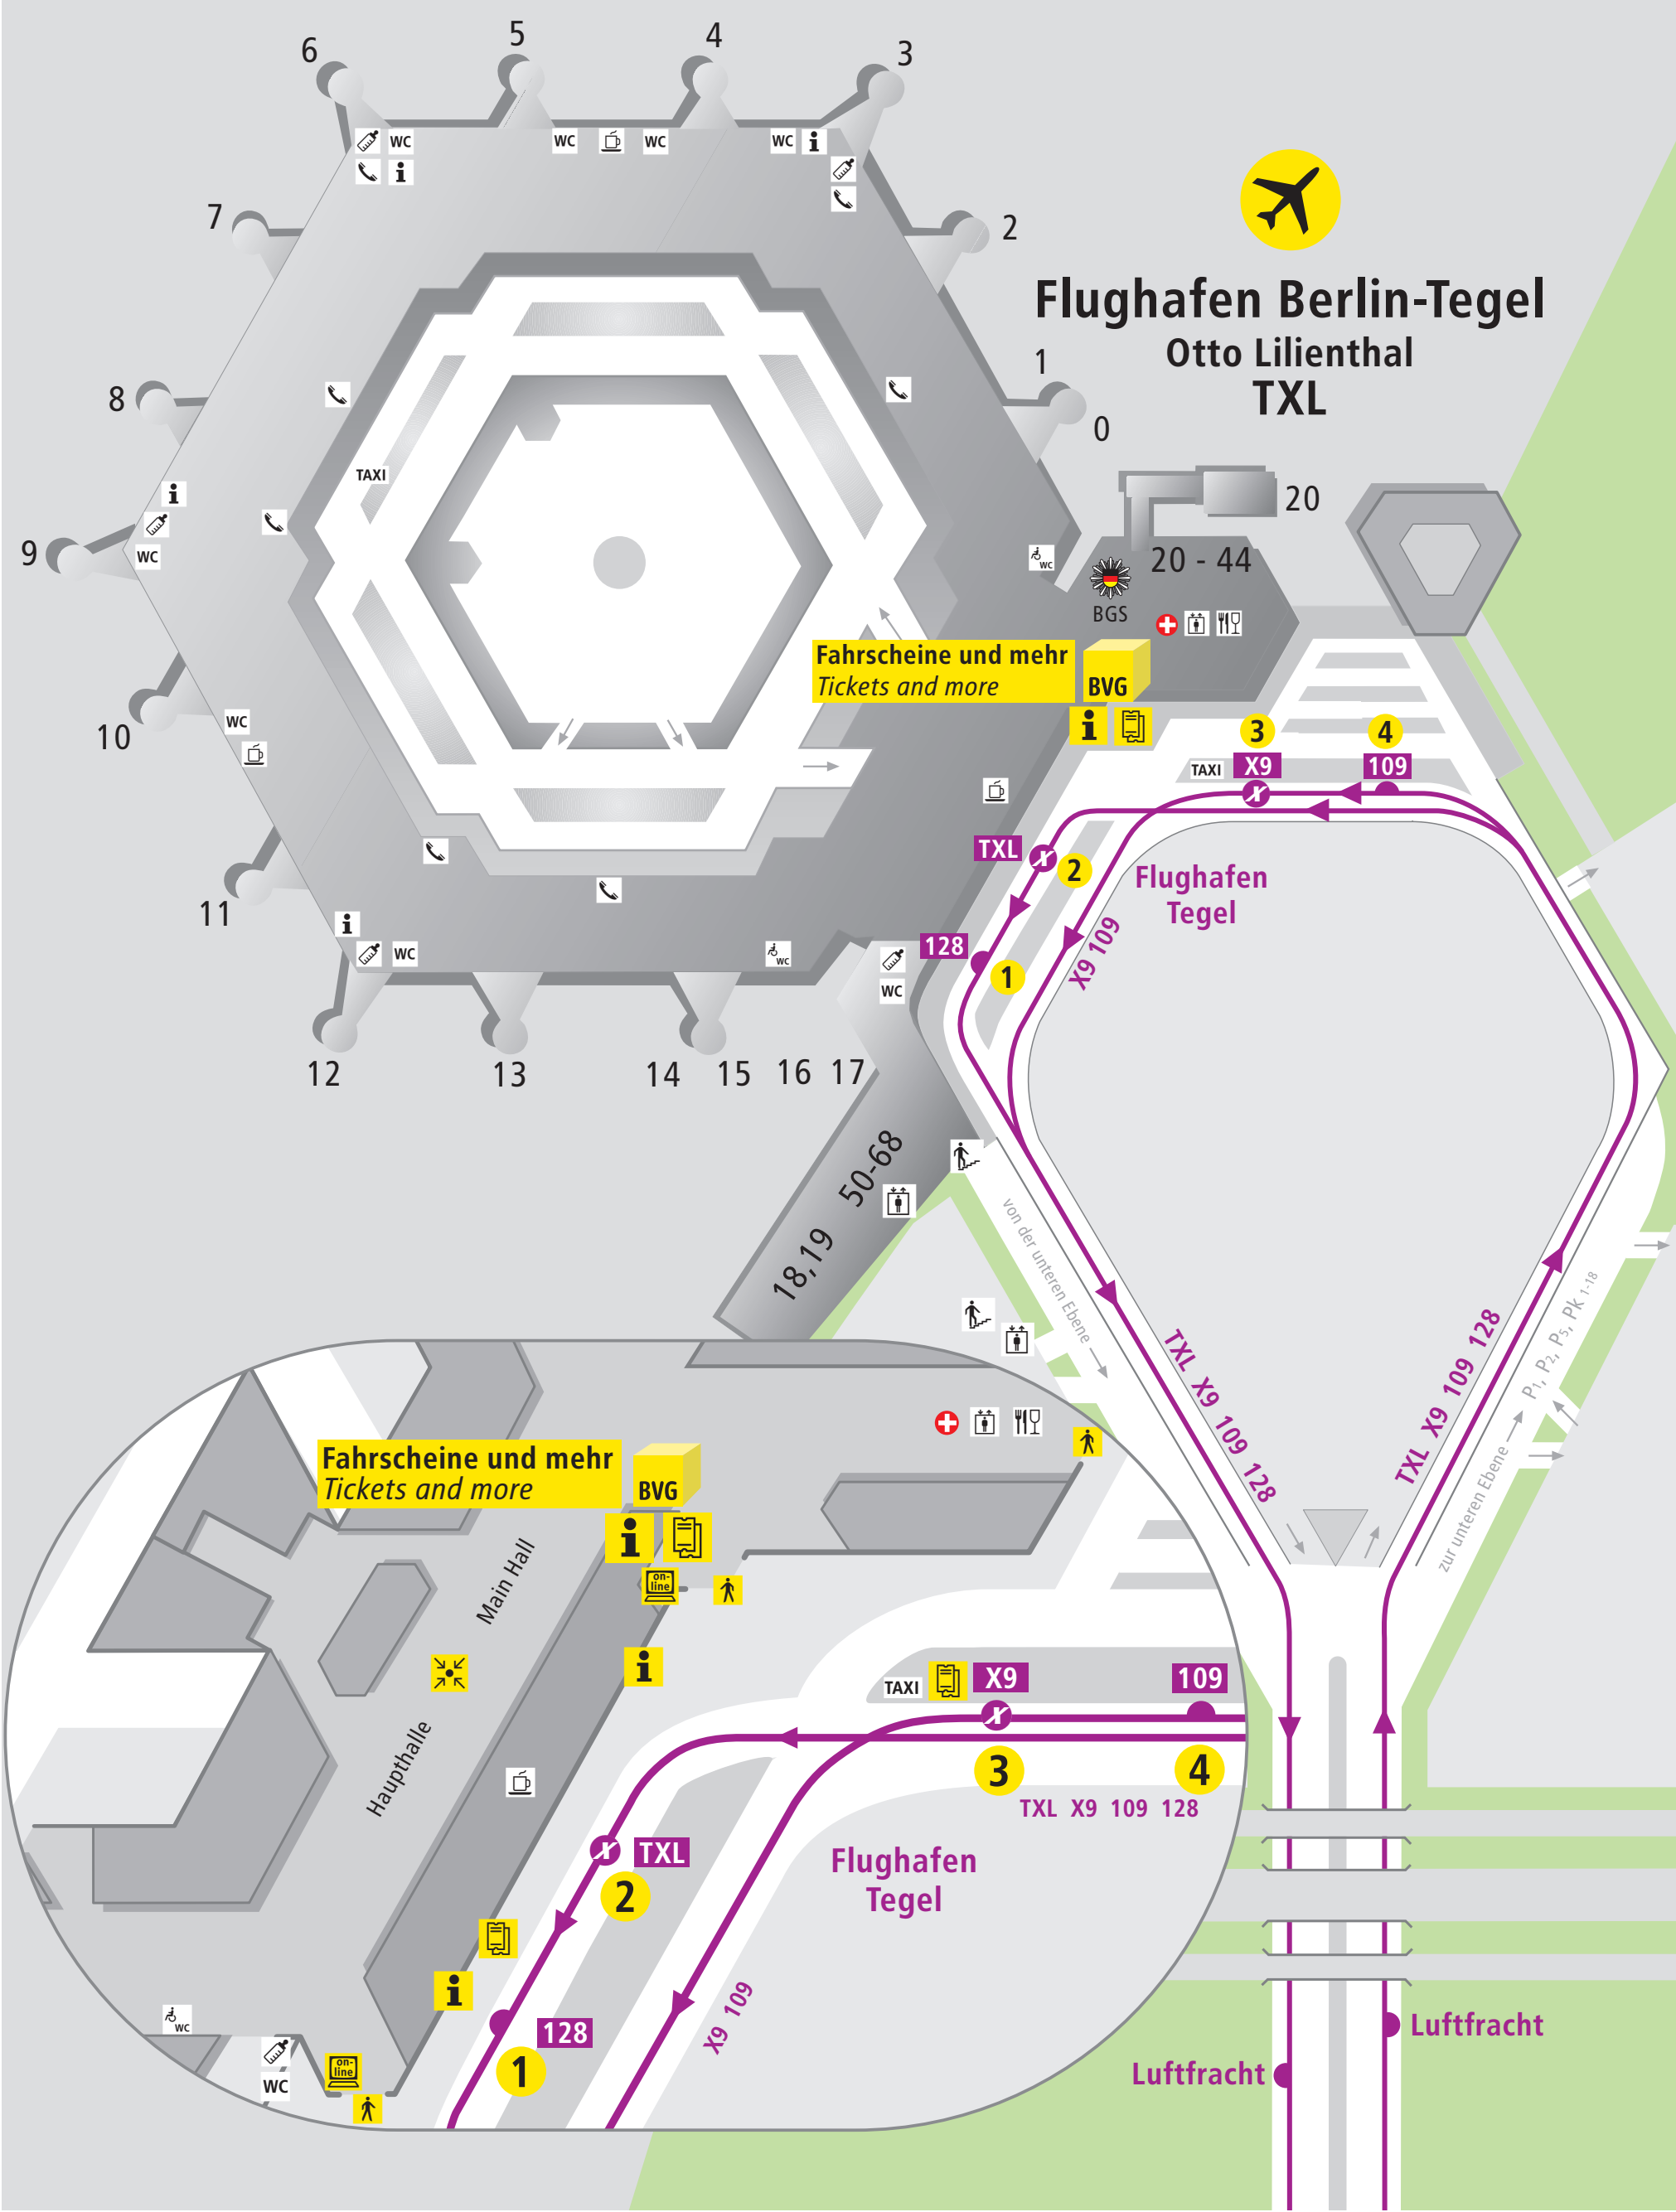 6
5
4
3
WC
WC
WC
WC
i
i
7
2
Flughafen Berlin-Tegel
Otto Lilienthal
TXL
1
0
8
TAXI
i
9
WC
WC
20
20 - 44
BGS
Fahrscheine und mehr
Tickets and more
BVG
i
10
WC
3
4
TAXI
X9
109
TXL
2
Flughafen
Tegel
11
i
WC
WC
128
1
X9 109
WC
12
13
14
15
16
17
50-68
18,19
von der unteren Ebene
TXL X9 109 128
TXL X9 109 128
zur unteren Ebene
P1, P2, P5, Pk 1-18
Fahrscheine und mehr
Tickets and more
BVG
i
on-
line
Main Hall
i
Haupthalle
TAXI
X9
109
3
4
TXL X9 109 128
TXL
2
Flughafen
Tegel
i
128
1
X9 109
WC
WC
on-
line
Luftfracht
Luftfracht